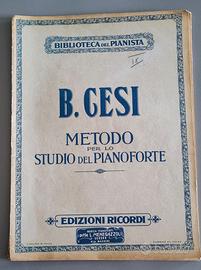 BIBLIOTECA DEL PIANISTA
B. CESI
METODO
PER LO
STUDIO DEL PIANOFORTE
EDIZIONI RICORDI